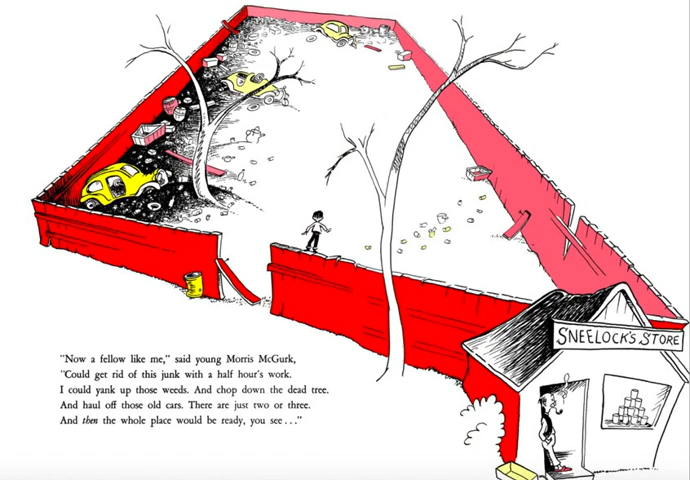 SNEELOCK'S STORE
"Now a fellow like me," said young Morris McGurk,
"Could get rid of this junk with a half hour's work.
I could yank up those weeds. And chop down the dead tree.
And haul off those old cars. There are just two or three.
And then the whole place would be ready, you see . . ."